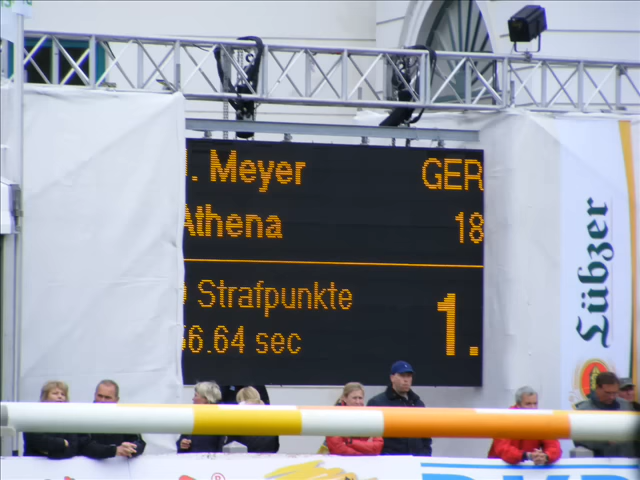 . Meyer GER
Athena 18
Strafpunkte
6.64 sec 1.
Lübzer